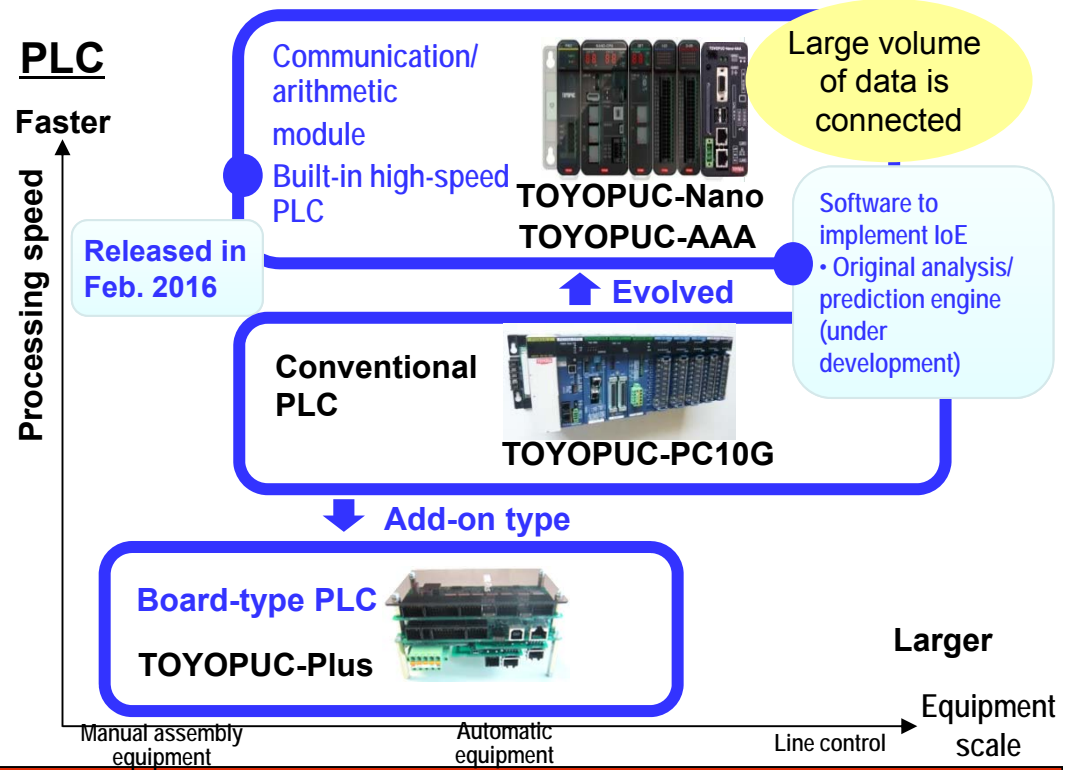 PLC
Faster
Processing speed
Communication/
arithmetic
module
Built-in high-speed
PLC
TOYOPUC-Nano
TOYOPUC-AAA
Large volume
of data is
connected
Released in
Feb. 2016
Software to
implement IoE
• Original analysis/
prediction engine
(under
development)
Evolved
Conventional
PLC
TOYOPUC-PC10G
Add-on type
Board-type PLC
TOYOPUC-Plus
Larger
Equipment
scale
Manual assembly
equipment
Automatic
equipment
Line control